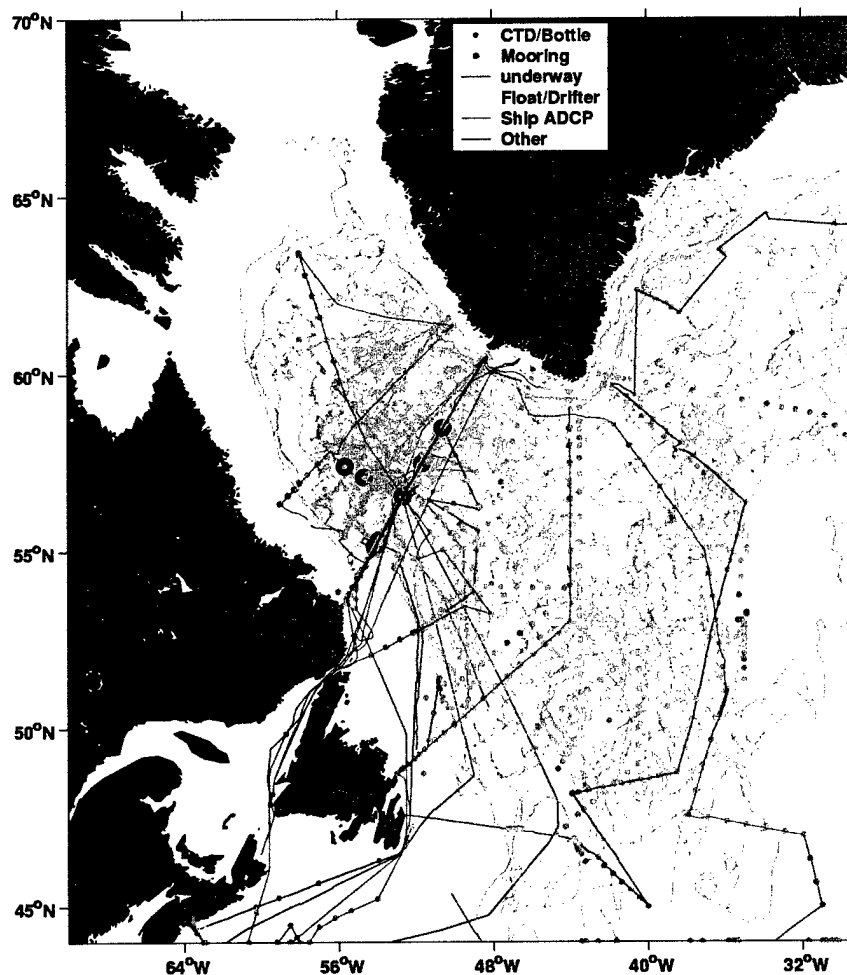 70°N
CTD/Bottle
Mooring
underway
Float/Drifter
Ship ADCP
Other
65°N
60°N
55°N
50°N
45°N
64°W 56°W 48°W 40°W 32°W